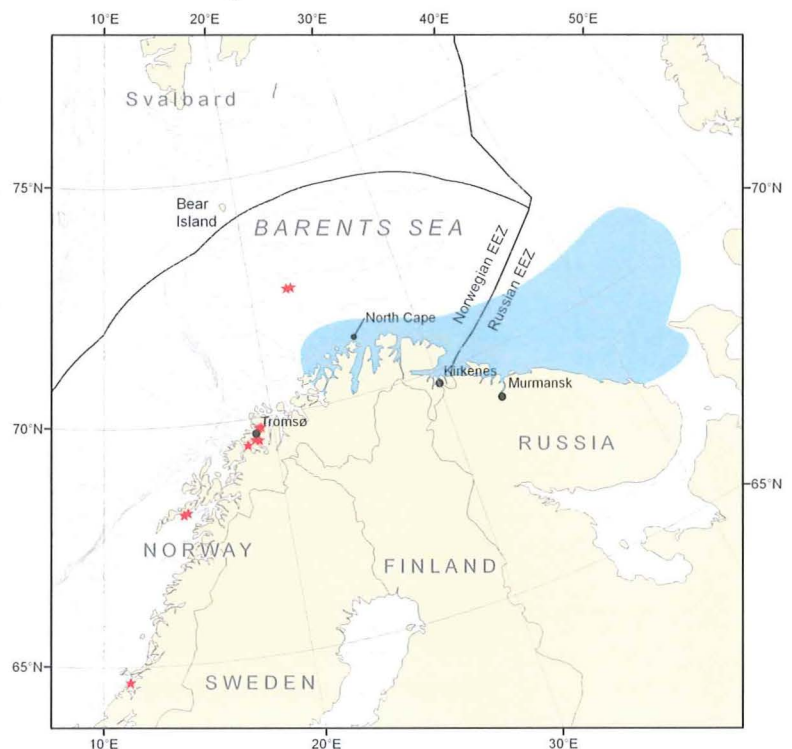 10°E 20°E 30°E 40°E 50°E
Svalbard
75°N 70°N
Bear
Island
BARENTS SEA
Norwegian EEZ
Russian EEZ
North Cape
Kirkenes
Murmansk
70°N
Tromsø
RUSSIA
65°N
NORWAY
FINLAND
65°N
SWEDEN
10°E 20°E 30°E